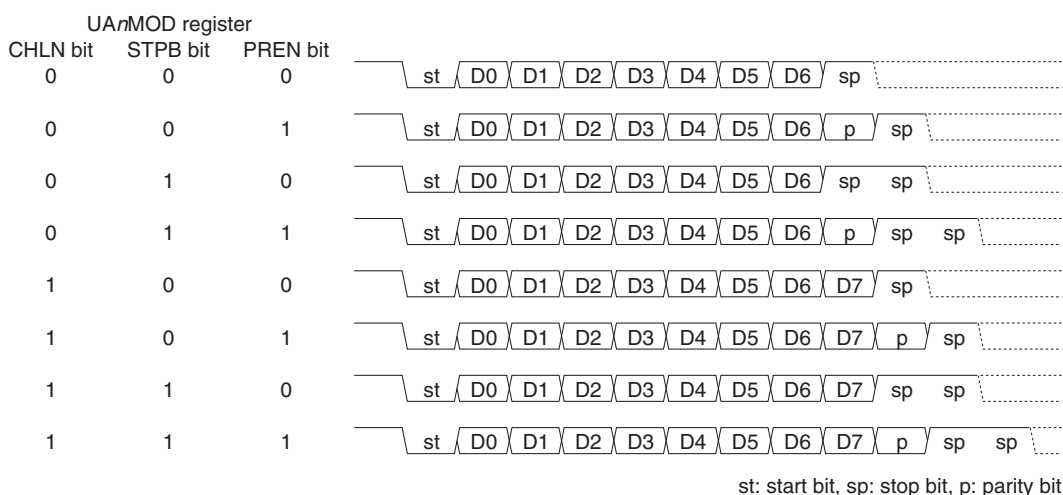 UAnMOD register
CHLN bit STPB bit PREN bit
0 0 0 st D0 D1 D2 D3 D4 D5 D6 sp
0 0 1 st D0 D1 D2 D3 D4 D5 D6 p sp
0 1 0 st D0 D1 D2 D3 D4 D5 D6 sp sp
0 1 1 st D0 D1 D2 D3 D4 D5 D6 p sp sp
1 0 0 st D0 D1 D2 D3 D4 D5 D6 D7 sp
1 0 1 st D0 D1 D2 D3 D4 D5 D6 D7 p sp
1 1 0 st D0 D1 D2 D3 D4 D5 D6 D7 sp sp
1 1 1 st D0 D1 D2 D3 D4 D5 D6 D7 p sp sp
st: start bit, sp: stop bit, p: parity bit